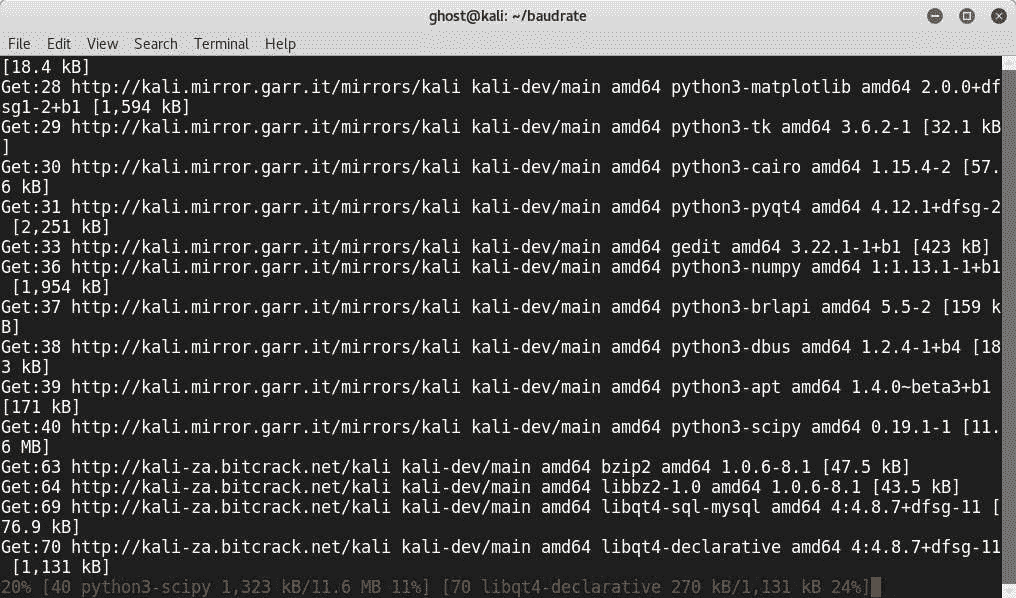 ghost@kali: ~/baudrate
File Edit View Search Terminal Help
[18.4 kB]
Get:28 http://kali.mirror.garr.it/mirrors/kali kali-dev/main amd64 python3-matplotlib amd64 2.0.0+df
sg1-2+b1 [1,594 kB]
Get:29 http://kali.mirror.garr.it/mirrors/kali kali-dev/main amd64 python3-tk amd64 3.6.2-1 [32.1 kB
]
Get:30 http://kali.mirror.garr.it/mirrors/kali kali-dev/main amd64 python3-cairo amd64 1.15.4-2 [57.
6 kB]
Get:31 http://kali.mirror.garr.it/mirrors/kali kali-dev/main amd64 python3-pyqt4 amd64 4.12.1+dfsg-2
[2,251 kB]
Get:33 http://kali.mirror.garr.it/mirrors/kali kali-dev/main amd64 gedit amd64 3.22.1-1+b1 [423 kB]
Get:36 http://kali.mirror.garr.it/mirrors/kali kali-dev/main amd64 python3-numpy amd64 1:1.13.1-1+b1
[1,954 kB]
Get:37 http://kali.mirror.garr.it/mirrors/kali kali-dev/main amd64 python3-brlapi amd64 5.5-2 [159 k
B]
Get:38 http://kali.mirror.garr.it/mirrors/kali kali-dev/main amd64 python3-dbus amd64 1.2.4-1+b4 [18
3 kB]
Get:39 http://kali.mirror.garr.it/mirrors/kali kali-dev/main amd64 python3-apt amd64 1.4.0~beta3+b1
[171 kB]
Get:40 http://kali.mirror.garr.it/mirrors/kali kali-dev/main amd64 python3-scipy amd64 0.19.1-1 [11.
6 MB]
Get:63 http://kali-za.bitcrack.net/kali kali-dev/main amd64 bzip2 amd64 1.0.6-8.1 [47.5 kB]
Get:64 http://kali-za.bitcrack.net/kali kali-dev/main amd64 libbz2-1.0 amd64 1.0.6-8.1 [43.5 kB]
Get:69 http://kali-za.bitcrack.net/kali kali-dev/main amd64 libqt4-sql-mysql amd64 4:4.8.7+dfsg-11 [
76.9 kB]
Get:70 http://kali-za.bitcrack.net/kali kali-dev/main amd64 libqt4-declarative amd64 4:4.8.7+dfsg-11
[1,131 kB]
20% [40 python3-scipy 1,323 kB/11.6 MB 11%] [70 libqt4-declarative 270 kB/1,131 kB 24%]